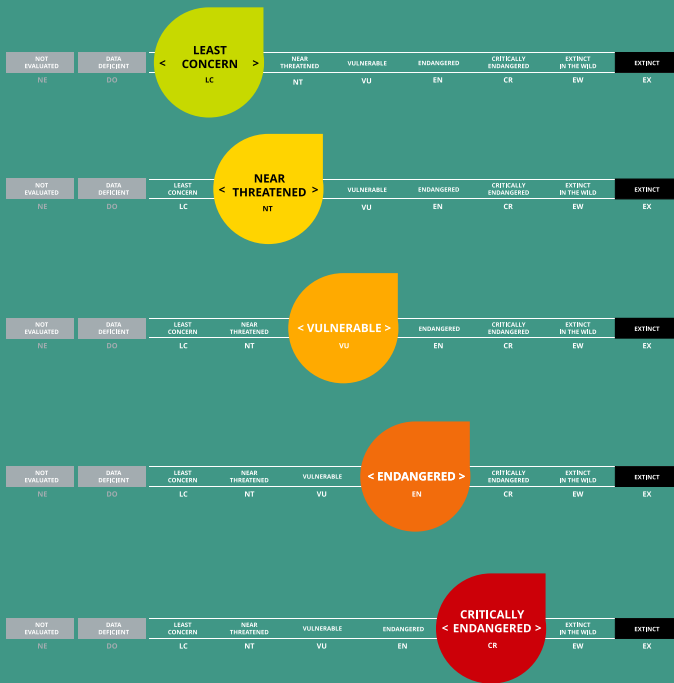 NOT EVALUATED
NE
DATA DEFICIENT
DO
< LEAST CONCERN >
LC
NEAR THREATENED
NT
VULNERABLE
VU
ENDANGERED
EN
CRITICALLY ENDANGERED
CR
EXTINCT IN THE WILD
EW
EXTINCT
EX
NOT EVALUATED
NE
DATA DEFICIENT
DO
LEAST CONCERN
LC
< NEAR THREATENED >
NT
VULNERABLE
VU
ENDANGERED
EN
CRITICALLY ENDANGERED
CR
EXTINCT IN THE WILD
EW
EXTINCT
EX
NOT EVALUATED
NE
DATA DEFICIENT
DO
LEAST CONCERN
LC
NEAR THREATENED
NT
< VULNERABLE >
VU
ENDANGERED
EN
CRITICALLY ENDANGERED
CR
EXTINCT IN THE WILD
EW
EXTINCT
EX
NOT EVALUATED
NE
DATA DEFICIENT
DO
LEAST CONCERN
LC
NEAR THREATENED
NT
VULNERABLE
VU
< ENDANGERED >
EN
CRITICALLY ENDANGERED
CR
EXTINCT IN THE WILD
EW
EXTINCT
EX
NOT EVALUATED
NE
DATA DEFICIENT
DO
LEAST CONCERN
LC
NEAR THREATENED
NT
VULNERABLE
VU
ENDANGERED
EN
CRITICALLY
< ENDANGERED >
CR
EXTINCT IN THE WILD
EW
EXTINCT
EX